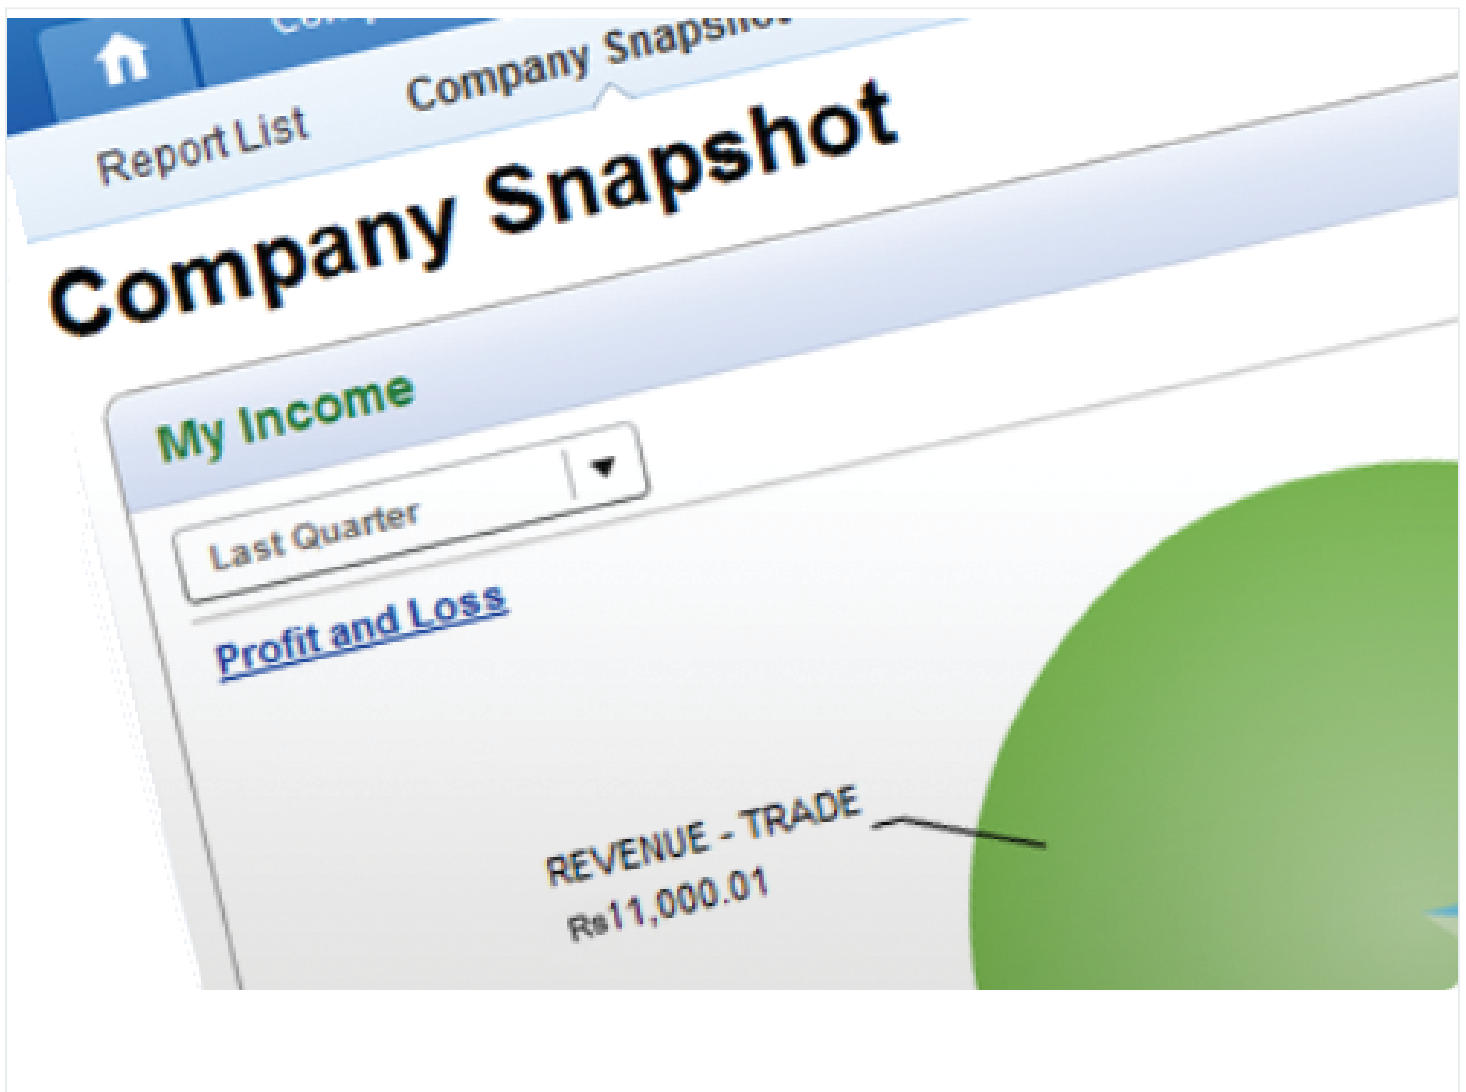 Report List
Company Snapshot
Company Snapshot
My Income
Last Quarter
Profit and Loss
REVENUE - TRADE
Rs11,000.01